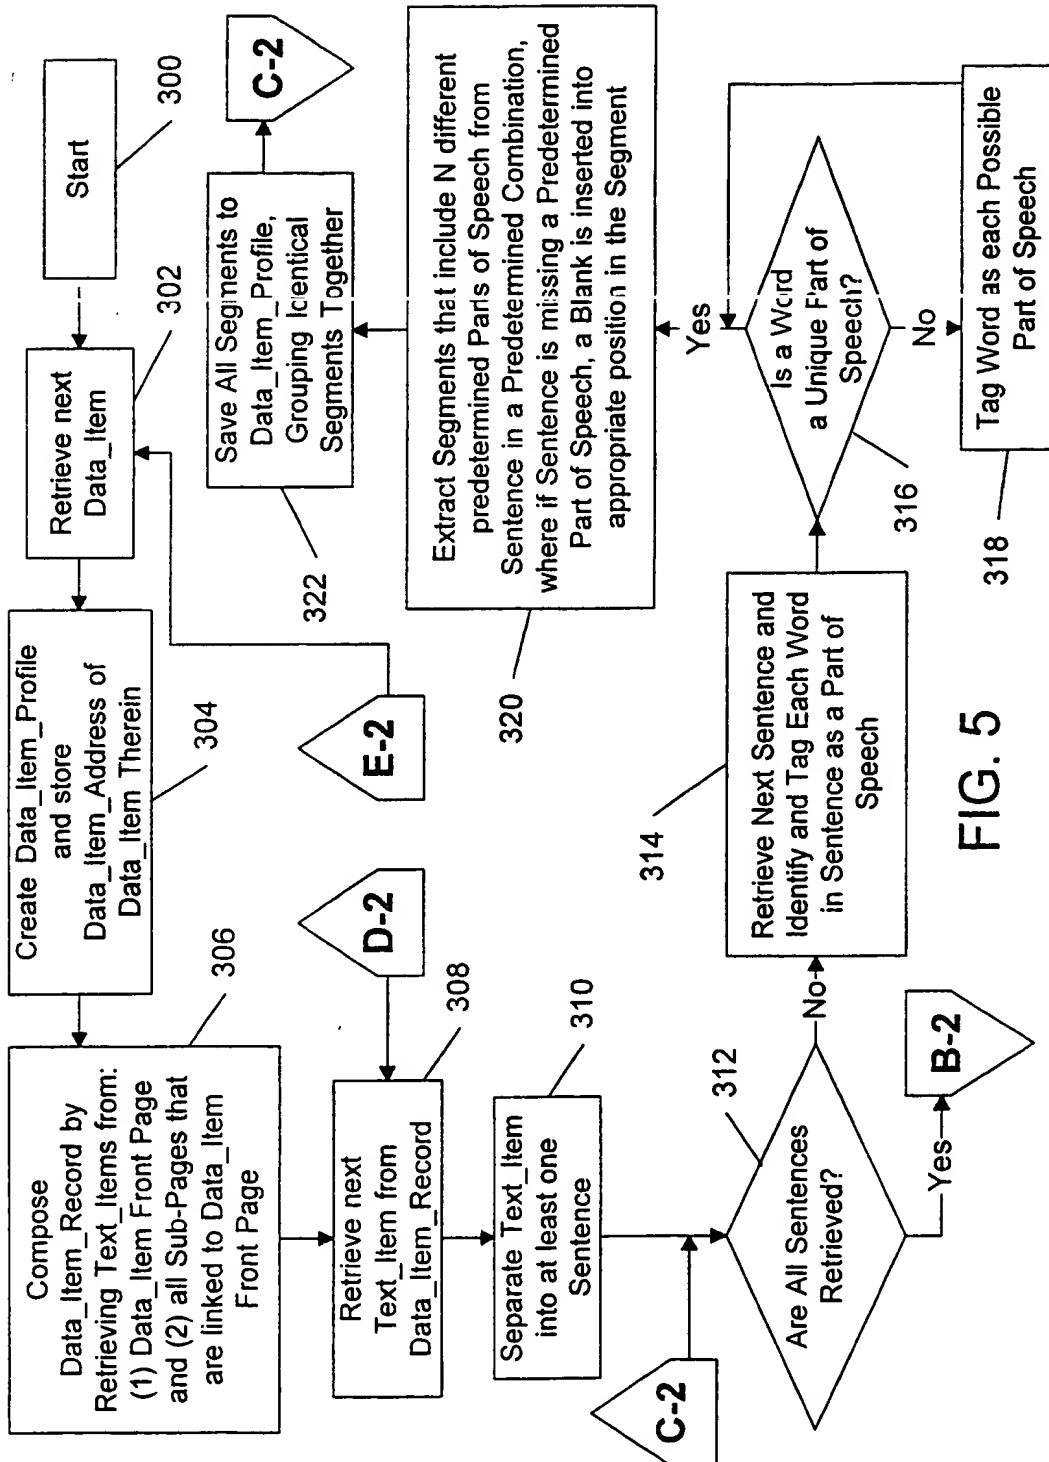 Start
300
Retrieve next
Data_Item
302
Create Data_Item_Profile
and store
Data_Item_Address of
Data_Item Therein
304
Compose
Data_Item_Record by
Retrieving Text_Items from:
(1) Data_Item Front Page
and (2) all Sub-Pages that
are linked to Data_Item
Front Page
306
E-2
D-2
Retrieve next
Text_Item from
Data_Item_Record
308
Separate Text_Item
into at least one
Sentence
310
C-2
Are All Sentences
Retrieved?
312
No
Yes
B-2
Retrieve Next Sentence and
Identify and Tag Each Word
in Sentence as a Part of
Speech
314
Is a Word
a Unique Part of
Speech?
316
No
Yes
Tag Word as each Possible
Part of Speech
318
Extract Segments that include N different
predetermined Parts of Speech from
Sentence in a Predetermined Combination,
where if Sentence is missing a Predetermined
Part of Speech, a Blank is inserted into
appropriate position in the Segment
320
Save All Segments to
Data_Item_Profile,
Grouping Identical
Segments Together
322
C-2
FIG. 5